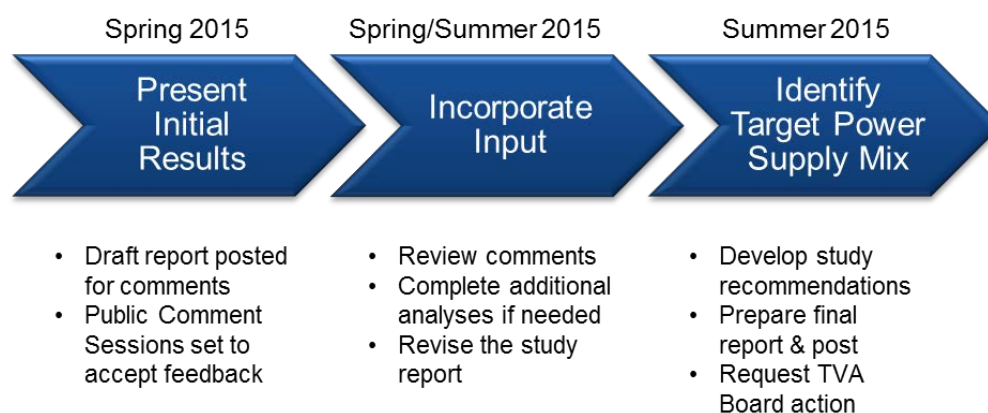 Spring 2015
Present
Initial
Results
• Draft report posted
for comments
• Public Comment
Sessions set to
accept feedback
Spring/Summer 2015
Incorporate
Input
• Review comments
• Complete additional
analyses if needed
• Revise the study
report
Summer 2015
Identify
Target Power
Supply Mix
• Develop study
recommendations
• Prepare final
report & post
• Request TVA
Board action